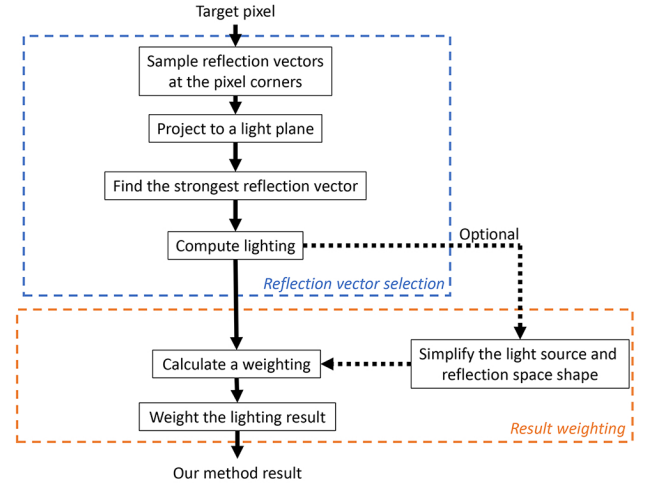 Target pixel
Sample reflection vectors
at the pixel corners
Project to a light plane
Find the strongest reflection vector
Compute lighting
Optional
Reflection vector selection
Calculate a weighting
Simplify the light source and
reflection space shape
Weight the lighting result
Result weighting
Our method result